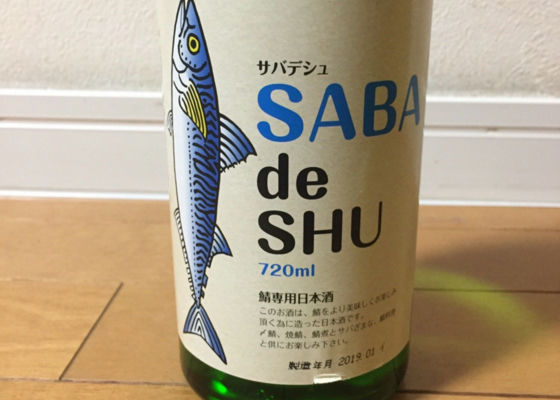 サバデシュ
SABA
de
SHU
720ml
鯖専用日本酒
このお酒は、鯖をより美味しくお楽しみ
頂く為に造った日本酒です。
〆鯖、焼鯖、鯖煮とサバざまな、鯖料理
と供にお楽しみ下さい。
製造年月 2019.01 イ